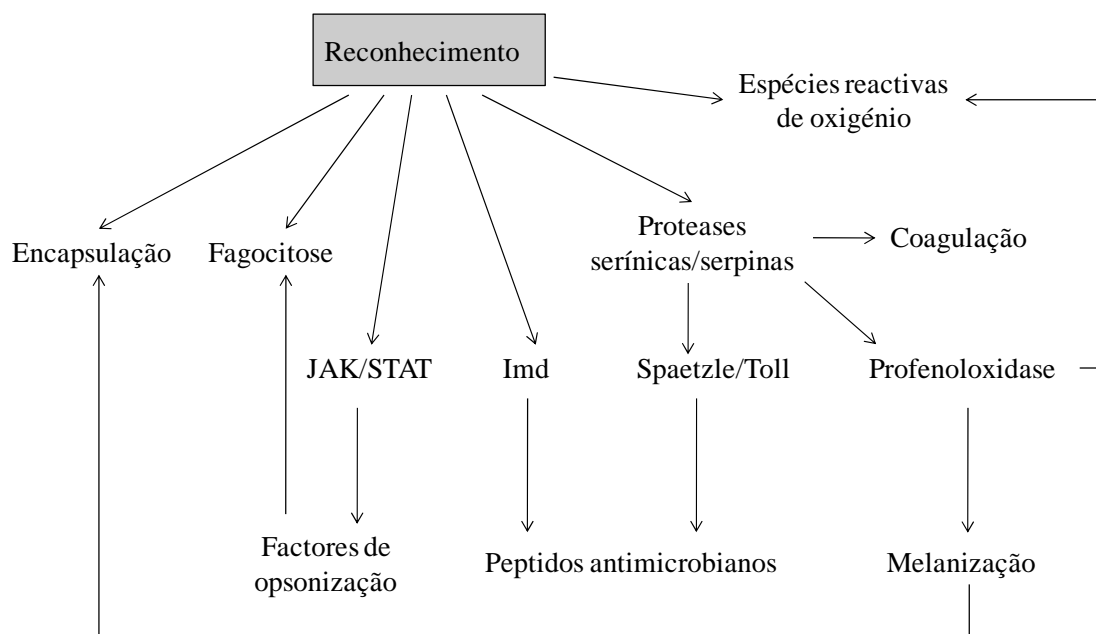 Reconhecimento
Espécies reactivas
de oxigénio
Encapsulação
Fagocitose
Proteases
serínicas/serpinas
Coagulação
JAK/STAT
Imd
Spaetzle/Toll
Profenoloxidase
Factores de
opsonização
Peptidos antimicrobianos
Melanização